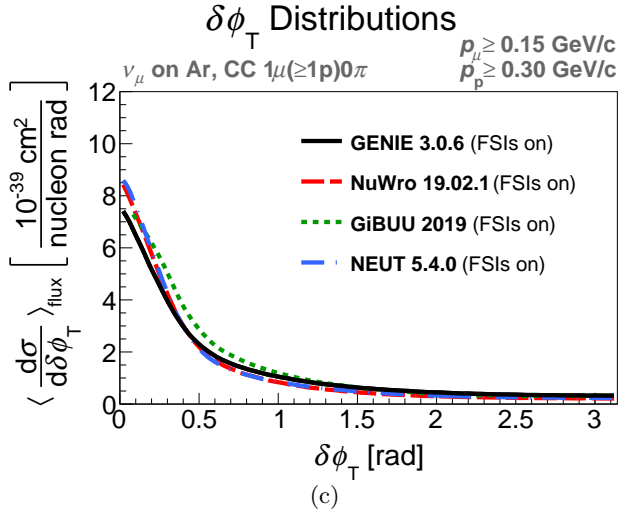 δϕ_T Distributions
ν_μ on Ar, CC 1μ(≥1p)0π
p_μ ≥ 0.15 GeV/c
p_p ≥ 0.30 GeV/c
⟨ dσ / dδϕ_T ⟩_flux [ 10^-39 cm^2 / nucleon rad ]
12
10
8
6
4
2
0
GENIE 3.0.6 (FSIs on)
NuWro 19.02.1 (FSIs on)
GiBUU 2019 (FSIs on)
NEUT 5.4.0 (FSIs on)
0 0.5 1 1.5 2 2.5 3
δϕ_T [rad]
(c)